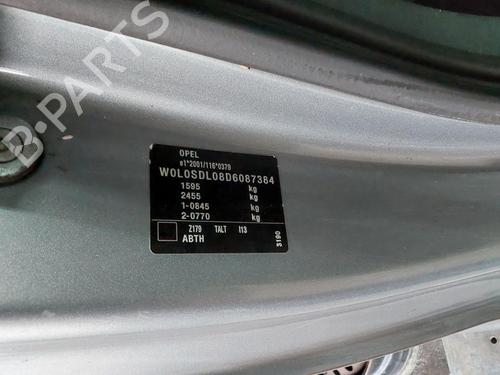 B-PARTS
OPEL
e1*2001/116*0379
W0L0SDL08D6087384
1595 kg
2455 kg
1-0845 kg
2-0770 kg
Z179 TALT I13
ABTH
3190